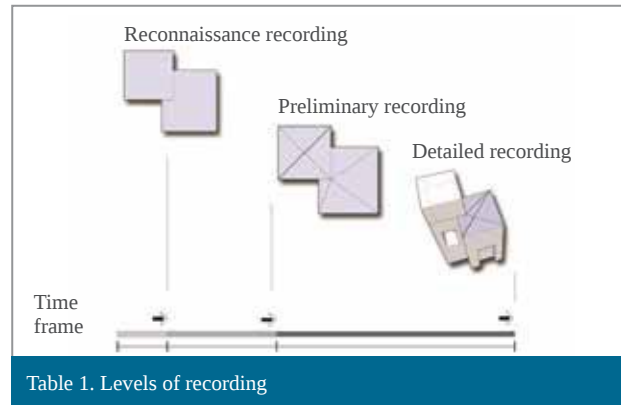 Reconnaissance recording
Preliminary recording
Detailed recording
Time
frame
Table 1. Levels of recording